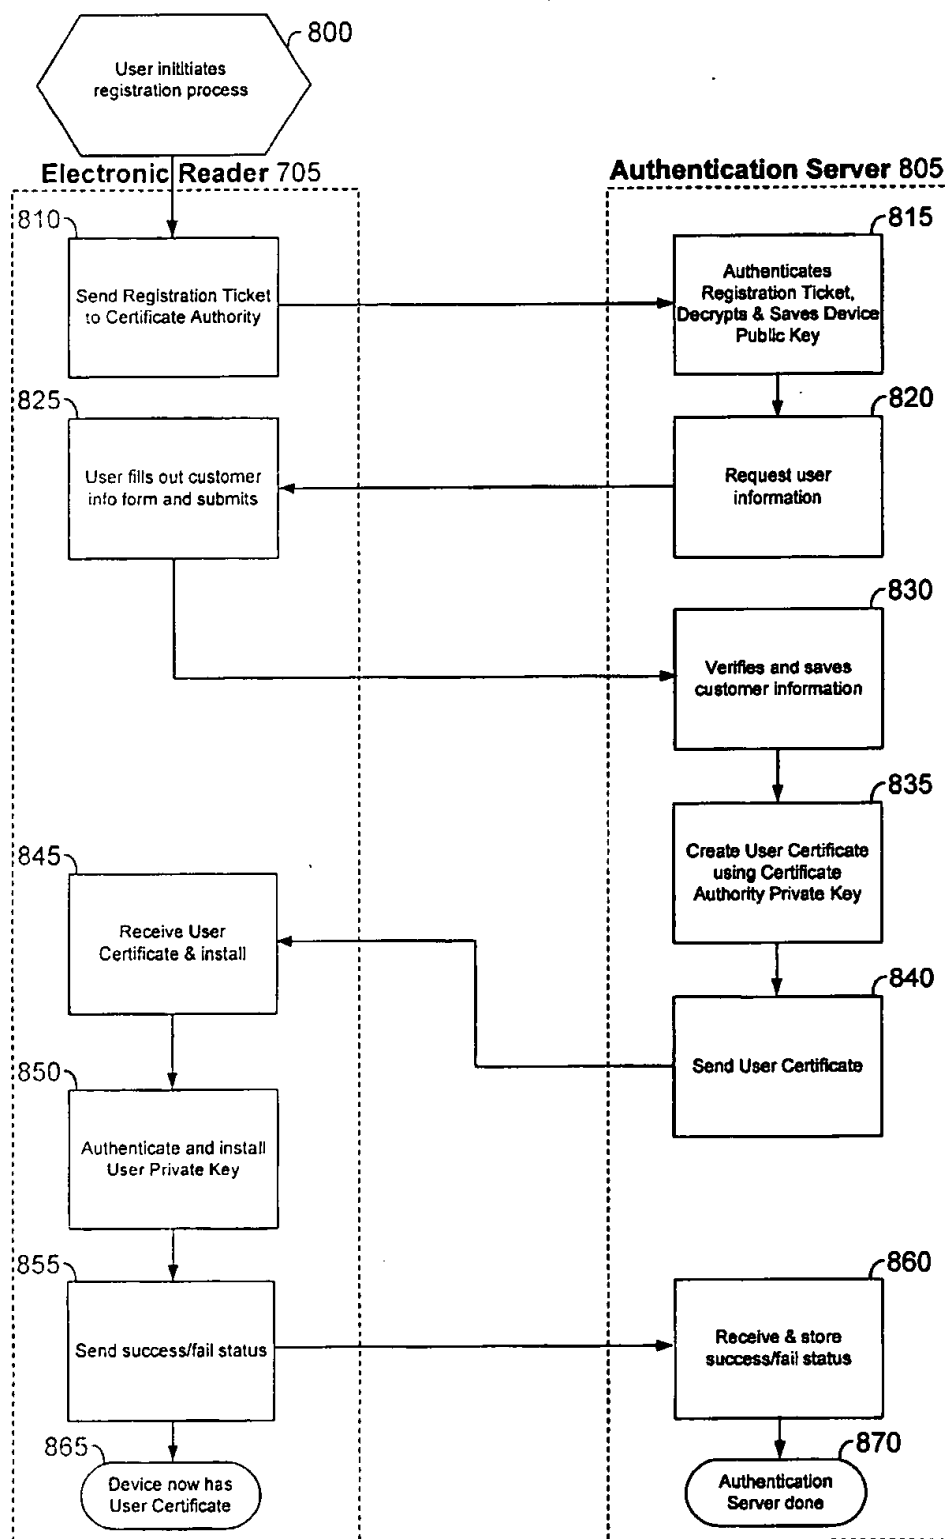 800
User inititiates
registration process
Electronic Reader 705
Authentication Server 805
810
Send Registration Ticket
to Certificate Authority
815
Authenticates
Registration Ticket,
Decrypts & Saves Device
Public Key
825
User fills out customer
info form and submits
820
Request user
information
830
Verifies and saves
customer information
835
Create User Certificate
using Certificate
Authority Private Key
845
Receive User
Certificate & install
840
Send User Certificate
850
Authenticate and install
User Private Key
855
Send success/fail status
860
Receive & store
success/fail status
865
Device now has
User Certificate
870
Authentication
Server done